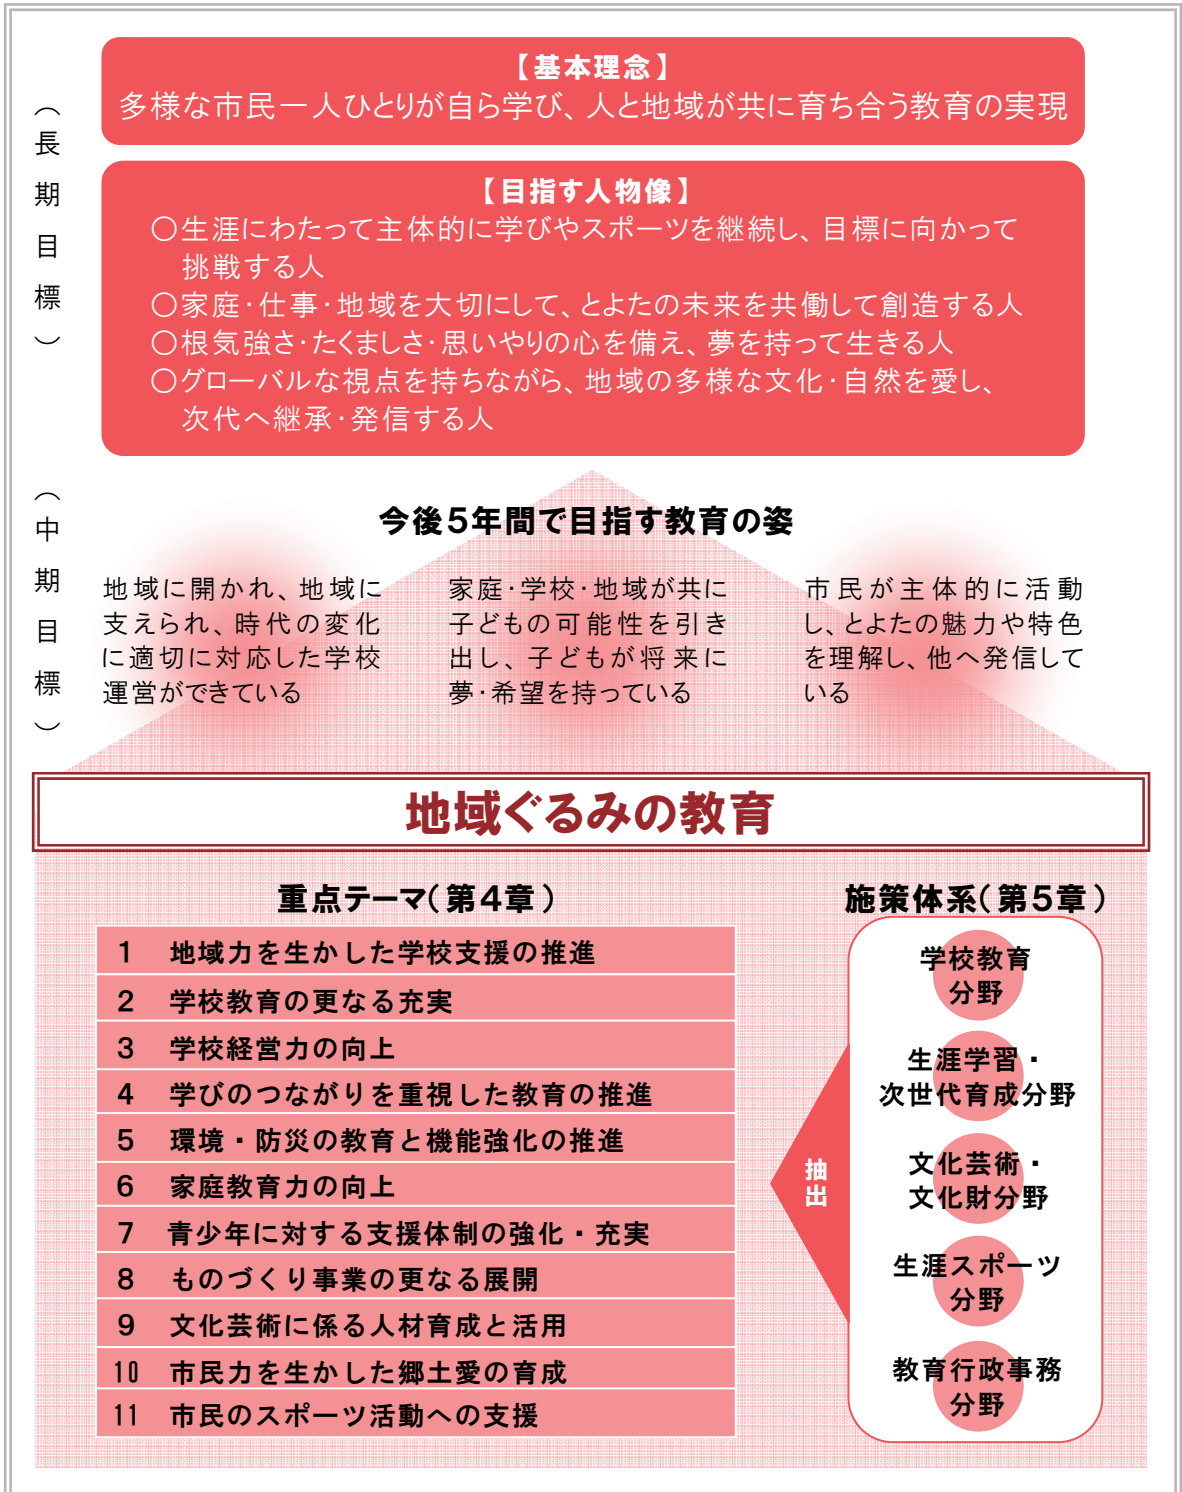 （長期目標）
【基本理念】
多様な市民一人ひとりが自ら学び、人と地域が共に育ち合う教育の実現
【目指す人物像】
○生涯にわたって主体的に学びやスポーツを継続し、目標に向かって
挑戦する人
○家庭・仕事・地域を大切にして、とよたの未来を共働して創造する人
○根気強さ・たくましさ・思いやりの心を備え、夢を持って生きる人
○グローバルな視点を持ちながら、地域の多様な文化・自然を愛し、
次代へ継承・発信する人
（中期目標）
今後5年間で目指す教育の姿
地域に開かれ、地域に
支えられ、時代の変化
に適切に対応した学校
運営ができている
家庭・学校・地域が共に
子どもの可能性を引き
出し、子どもが将来に
夢・希望を持っている
市民が主体的に活動
し、とよたの魅力や特色
を理解し、他へ発信して
いる
地域ぐるみの教育
重点テーマ（第4章）
1 地域力を生かした学校支援の推進
2 学校教育の更なる充実
3 学校経営力の向上
4 学びのつながりを重視した教育の推進
5 環境・防災の教育と機能強化の推進
6 家庭教育力の向上
7 青少年に対する支援体制の強化・充実
8 ものづくり事業の更なる展開
9 文化芸術に係る人材育成と活用
10 市民力を生かした郷土愛の育成
11 市民のスポーツ活動への支援
抽出
施策体系（第5章）
学校教育
分野
生涯学習・
次世代育成分野
文化芸術・
文化財分野
生涯スポーツ
分野
教育行政事務
分野